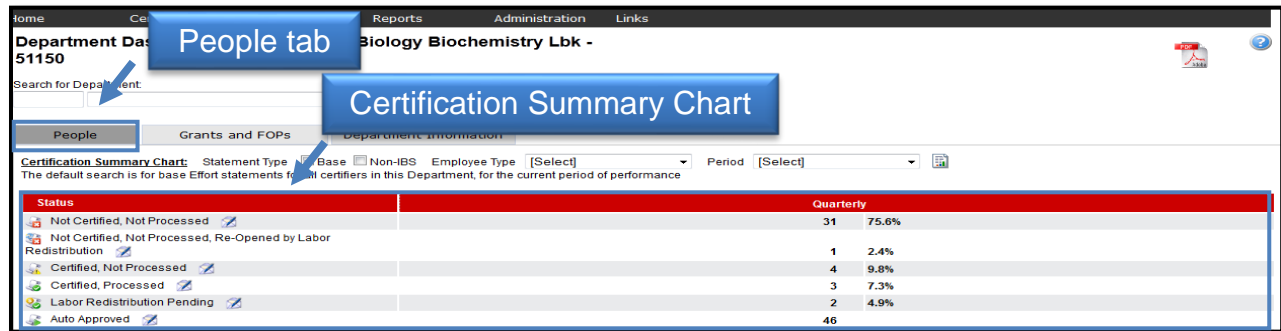 Home Ce Reports Administration Links
Department Das Biology Biochemistry Lbk -
51150
People tab
Search for Department:
Certification Summary Chart
People Grants and FOPs Department Information
Certification Summary Chart: Statement Type Base Non-IBS Employee Type [Select] Period [Select]
The default search is for base Effort statements for all certifiers in this Department, for the current period of performance
Status Quarterly
Not Certified, Not Processed 31 75.6%
Not Certified, Not Processed, Re-Opened by Labor
Redistribution 1 2.4%
Certified, Not Processed 4 9.8%
Certified, Processed 3 7.3%
Labor Redistribution Pending 2 4.9%
Auto Approved 46